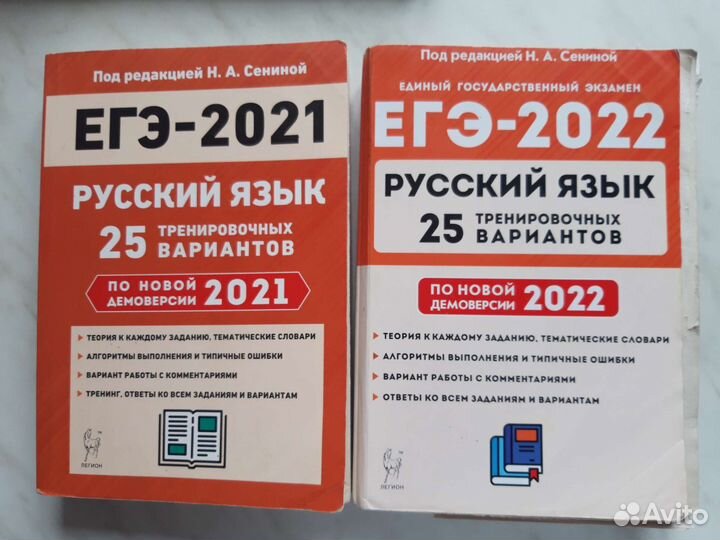 Под редакцией Н. А. Сениной
ЕГЭ-2021
РУССКИЙ ЯЗЫК
25 ТРЕНИРОВОЧНЫХ
ВАРИАНТОВ
ПО НОВОЙ
ДЕМОВЕРСИИ 2021
ТЕОРИЯ К КАЖДОМУ ЗАДАНИЮ, ТЕМАТИЧЕСКИЕ СЛОВАРИ
АЛГОРИТМЫ ВЫПОЛНЕНИЯ И ТИПИЧНЫЕ ОШИБКИ
ВАРИАНТ РАБОТЫ С КОММЕНТАРИЯМИ
ТРЕНИНГ, ОТВЕТЫ КО ВСЕМ ЗАДАНИЯМ И ВАРИАНТАМ
ЛЕГИОН
Под редакцией Н. А. Сениной
ЕДИНЫЙ ГОСУДАРСТВЕННЫЙ ЭКЗАМЕН
ЕГЭ-2022
РУССКИЙ ЯЗЫК
25 ТРЕНИРОВОЧНЫХ
ВАРИАНТОВ
ПО НОВОЙ
ДЕМОВЕРСИИ 2022
ТЕОРИЯ К КАЖДОМУ ЗАДАНИЮ, ТЕМАТИЧЕСКИЕ СЛОВАРИ
АЛГОРИТМЫ ВЫПОЛНЕНИЯ И ТИПИЧНЫЕ ОШИБКИ
ВАРИАНТ РАБОТЫ С КОММЕНТАРИЯМИ
ОТВЕТЫ КО ВСЕМ ЗАДАНИЯМ И ВАРИАНТАМ
ЛЕГИОН
Avito